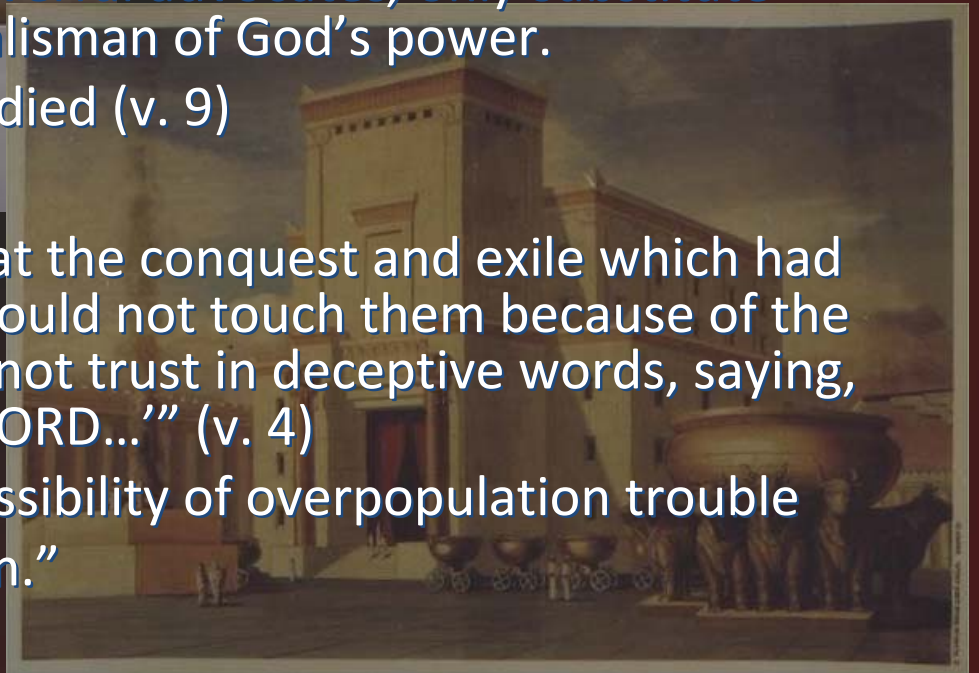 lisman of God’s power.
died (v. 9)
at the conquest and exile which had
ould not touch them because of the
not trust in deceptive words, saying,
ORD…’” (v. 4)
ssibility of overpopulation trouble
n.”